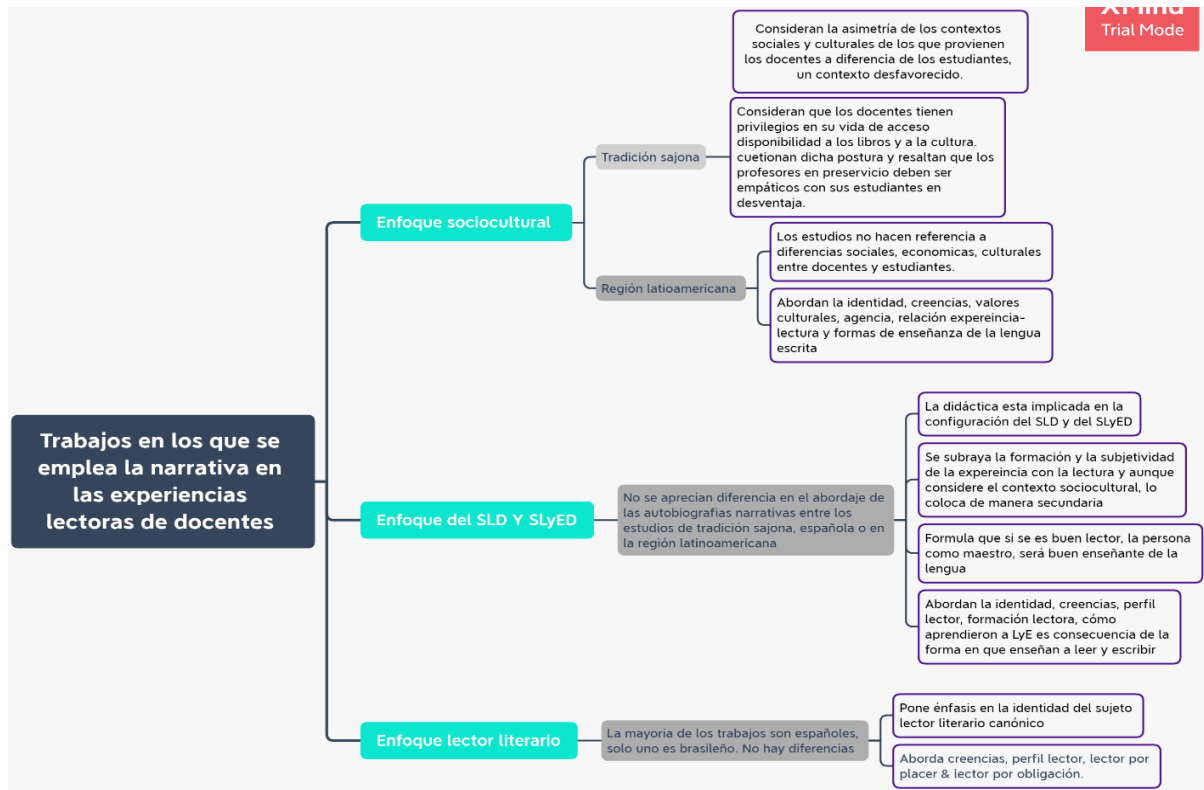 XMind
Trial Mode
Consideran la asimetría de los contextos
sociales y culturales de los que provienen
los docentes a diferencia de los estudiantes,
un contexto desfavorecido.
Consideran que los docentes tienen
privilegios en su vida de acceso
disponibilidad a los libros y a la cultura.
cuetionan dicha postura y resaltan que los
profesores en preservicio deben ser
empáticos con sus estudiantes en
desventaja.
Tradición sajona
Enfoque sociocultural
Los estudios no hacen referencia a
diferencias sociales, economicas, culturales
entre docentes y estudiantes.
Región latioamericana
Abordan la identidad, creencias, valores
culturales, agencia, relación expereincia-
lectura y formas de enseñanza de la lengua
escrita
Trabajos en los que se
emplea la narrativa en
las experiencias
lectoras de docentes
La didáctica esta implicada en la
configuración del SLD y del SLyED
Se subraya la formación y la subjetividad
de la expereincia con la lectura y aunque
considere el contexto sociocultural, lo
coloca de manera secundaria
Enfoque del SLD Y SLyED
No se aprecian diferencia en el abordaje de
las autobiografias narrativas entre los
estudios de tradición sajona, española o en
la región latinoamericana
Formula que si se es buen lector, la persona
como maestro, será buen enseñante de la
lengua
Abordan la identidad, creencias, perfil
lector, formación lectora, cómo
aprendieron a LyE es consecuencia de la
forma en que enseñan a leer y escribir
Enfoque lector literario
La mayoria de los trabajos son españoles,
solo uno es brasileño. No hay diferencias
Pone énfasis en la identidad del sujeto
lector literario canónico
Aborda creencias, perfil lector, lector por
placer & lector por obligación.